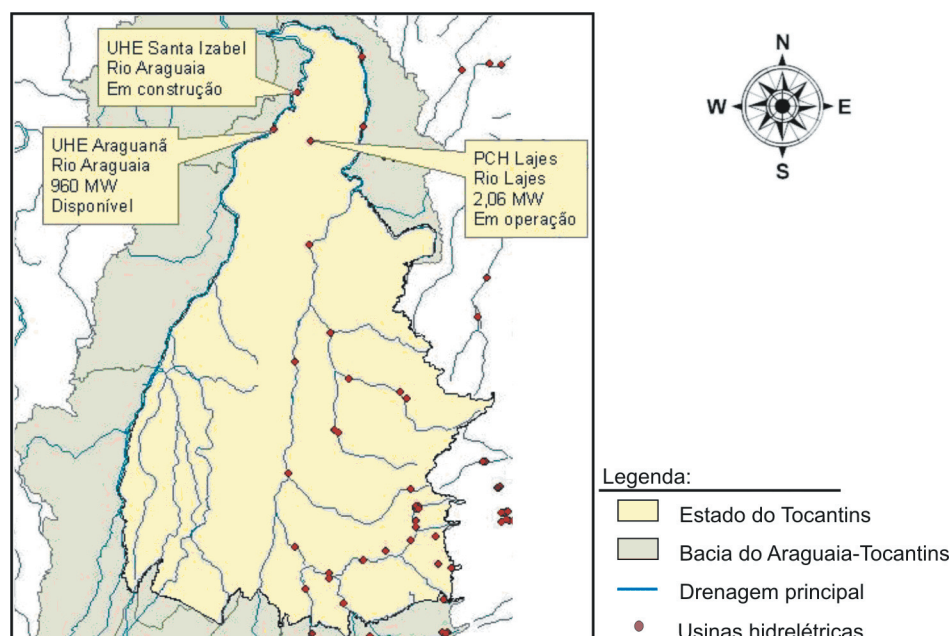 UHE Santa Izabel
Rio Araguaia
Em construção
UHE Araguanã
Rio Araguaia
960 MW
Disponível
PCH Lajes
Rio Lajes
2,06 MW
Em operação
N
W
E
S
Legenda:
Estado do Tocantins
Bacia do Araguaia-Tocantins
Drenagem principal
Usinas hidrelétricas